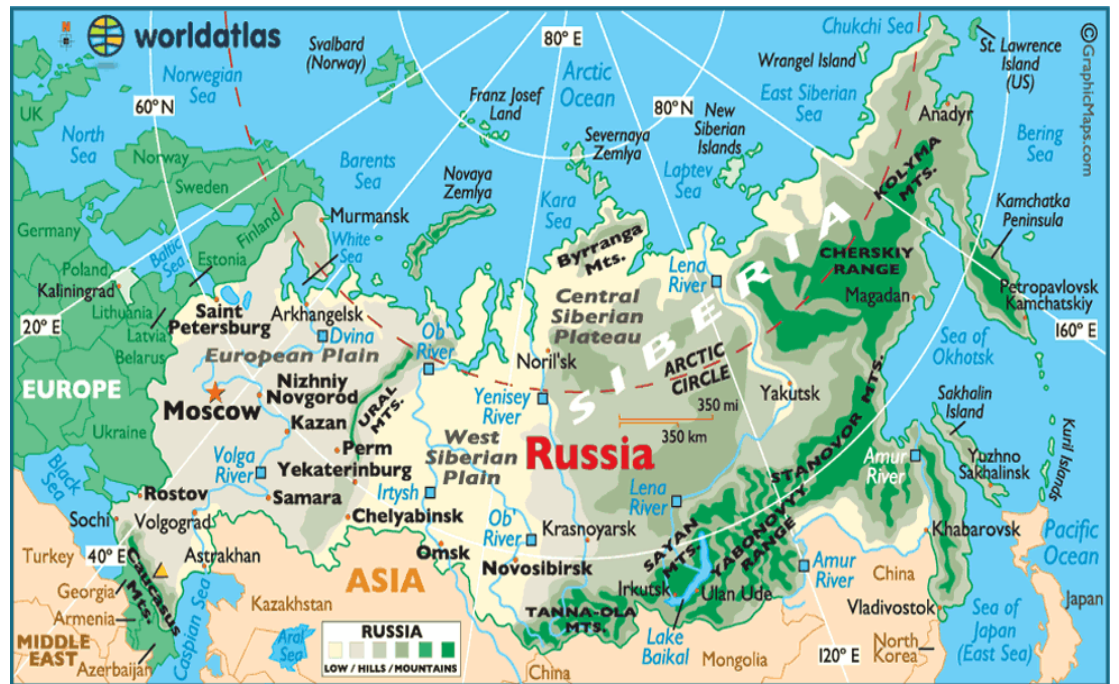 worldatlas
Svalbard
(Norway)
80° E
Chukchi Sea
©GraphicMaps.com
St. Lawrence
Island
(US)
Wrangel Island
Norwegian
Sea
Arctic
Ocean
East Siberian
Sea
60° N
Franz Josef
Land
80° N
New
Siberian
Islands
Anadyr
UK
North
Sea
Severnaya
Zemlya
Bering
Sea
Norway
Barents
Sea
Novaya
Zemlya
Laptev
Sea
KOLYMA
MTS.
Sweden
Kara
Sea
Kamchatka
Peninsula
Germany
Finland
Murmansk
SIBERIA
Baltic
Sea
White
Sea
Byrranga
Mts.
CHERSKIY
RANGE
Estonia
Lena
River
Poland
Kaliningrad
Petropavlovsk
Kamchatskiy
Central
Siberian
Plateau
Magadan
Lithuania
Saint
Petersburg
Arkhangelsk
20° E
160° E
Latvia
Dvina
Ob'
River
Sea of
Okhotsk
Belarus
European Plain
Noril'sk
ARCTIC
CIRCLE
EUROPE
Nizhniy
Novgorod
URAL
MTS.
Yenisey
River
Yakutsk
Sakhalin
Island
Moscow
350 mi
350 km
Kazan
Ukraine
West
Siberian
Plain
Russia
STANOVOY MTS.
Kuril Islands
Perm
Volga
River
Yekaterinburg
Amur
River
Yuzhno
Sakhalinsk
Black
Sea
Irtysh
Lena
River
Rostov
Samara
Sochi
Volgograd
Chelyabinsk
Ob'
River
Krasnoyarsk
SAYAN
MTS.
YABONOVYY
RANGE
Khabarovsk
Pacific
Ocean
Turkey
40° E
Astrakhan
Omsk
Novosibirsk
Amur
River
China
Caucasus
Mts.
ASIA
Irkutsk
Ulan Ude
Georgia
Kazakhstan
TANNA-OLA
MTS.
Vladivostok
Japan
Armenia
Caspian Sea
Aral
Sea
RUSSIA
LOW / HILLS / MOUNTAINS
Lake
Baikal
Sea of
Japan
(East Sea)
MIDDLE
EAST
Azerbaijan
China
Mongolia
120° E
North
Korea